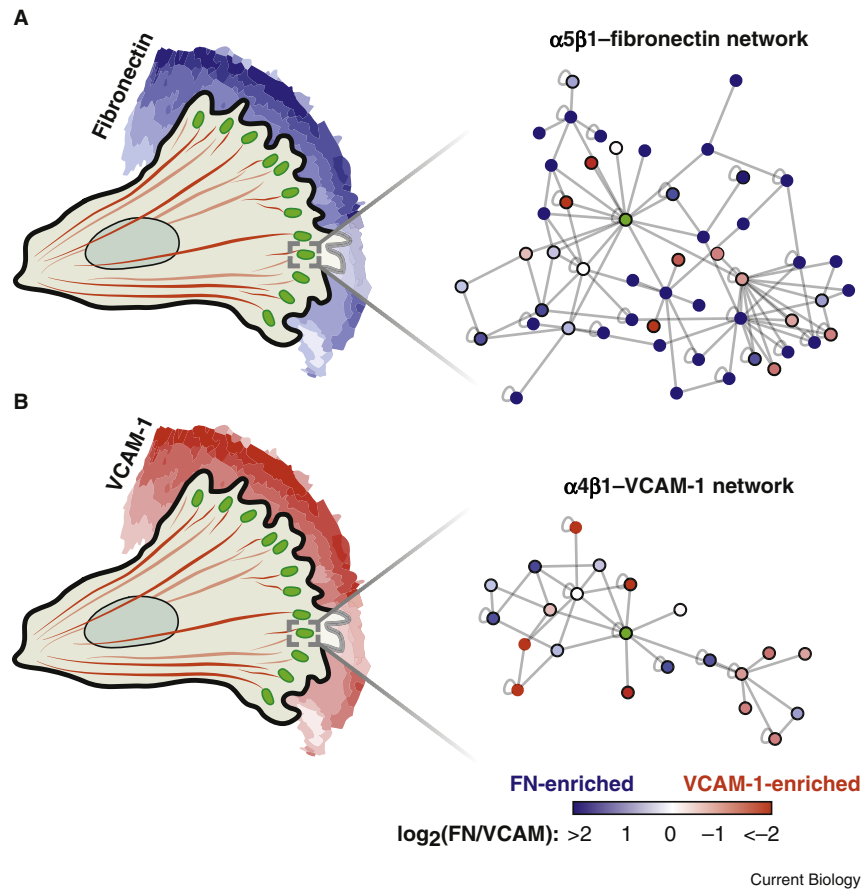 A
Fibronectin
α5β1–fibronectin network
B
VCAM-1
α4β1–VCAM-1 network
FN-enriched VCAM-1-enriched
log2(FN/VCAM): >2 1 0 –1 <–2
Current Biology